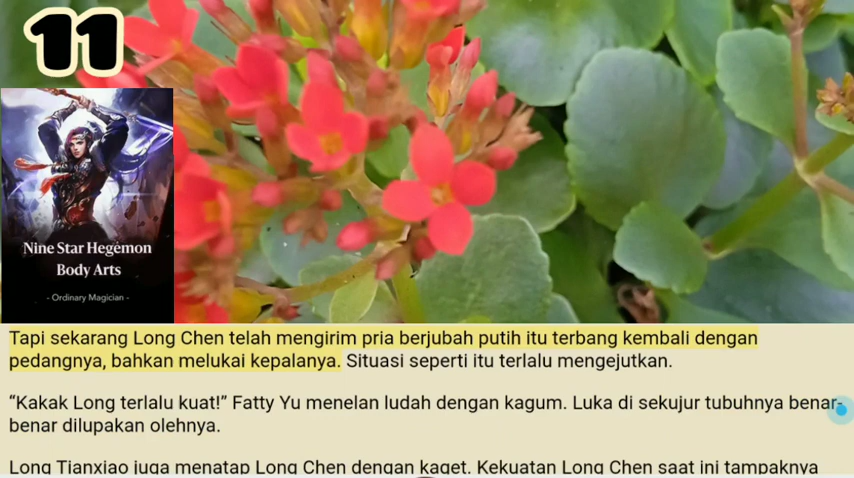 11
Nine Star Hegemon
Body Arts
- Ordinary Magician -
Tapi sekarang Long Chen telah mengirim pria berjubah putih itu terbang kembali dengan
pedangnya, bahkan melukai kepalanya. Situasi seperti itu terlalu mengejutkan.
“Kakak Long terlalu kuat!” Fatty Yu menelan ludah dengan kagum. Luka di sekujur tubuhnya benar-
benar dilupakan olehnya.
Long Tianxiao juga menatap Long Chen dengan kaget. Kekuatan Long Chen saat ini tampaknya